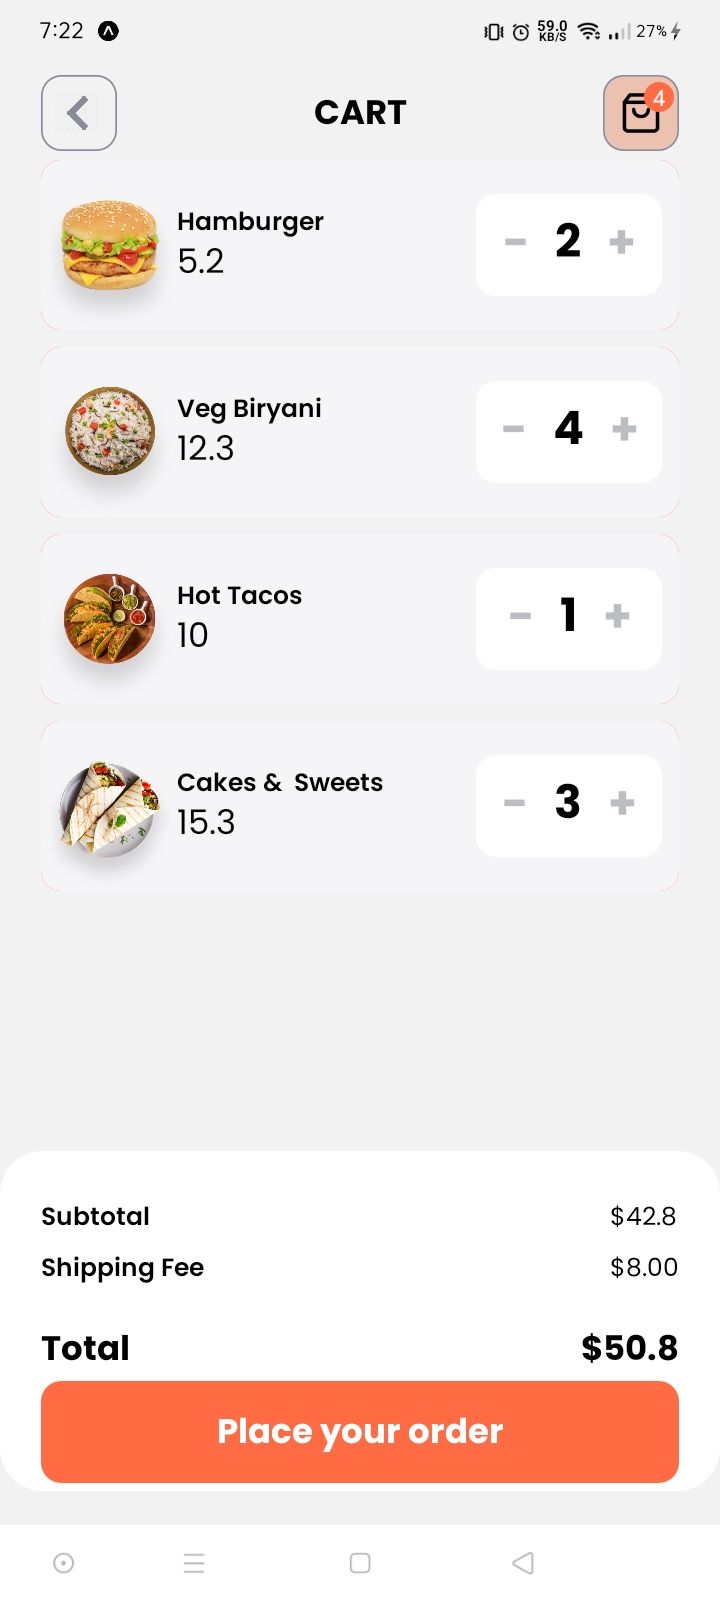 7:22 59.0 KB/S 27%
CART 4
Hamburger
5.2
− 2 +
Veg Biryani
12.3
− 4 +
Hot Tacos
10
− 1 +
Cakes &  Sweets
15.3
− 3 +
Subtotal $42.8
Shipping Fee $8.00
Total $50.8
Place your order